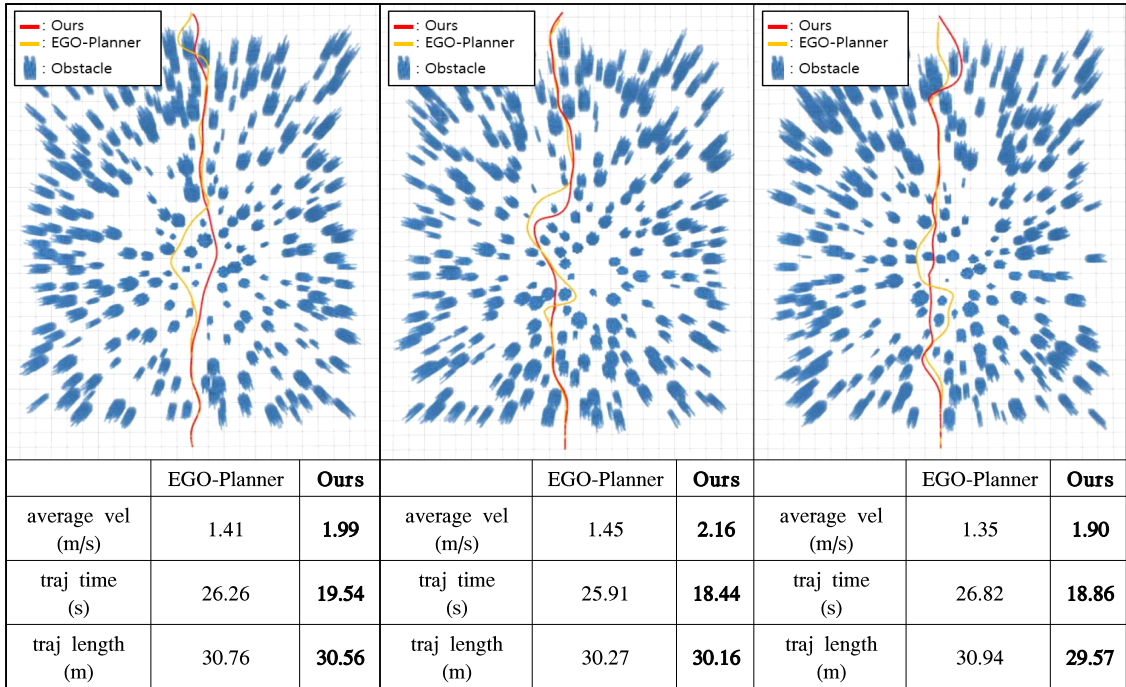 : Ours
: EGO-Planner
: Obstacle
: Ours
: EGO-Planner
: Obstacle
: Ours
: EGO-Planner
: Obstacle
EGO-Planner Ours
average vel (m/s) 1.41 1.99
traj time (s) 26.26 19.54
traj length (m) 30.76 30.56
EGO-Planner Ours
average vel (m/s) 1.45 2.16
traj time (s) 25.91 18.44
traj length (m) 30.27 30.16
EGO-Planner Ours
average vel (m/s) 1.35 1.90
traj time (s) 26.82 18.86
traj length (m) 30.94 29.57